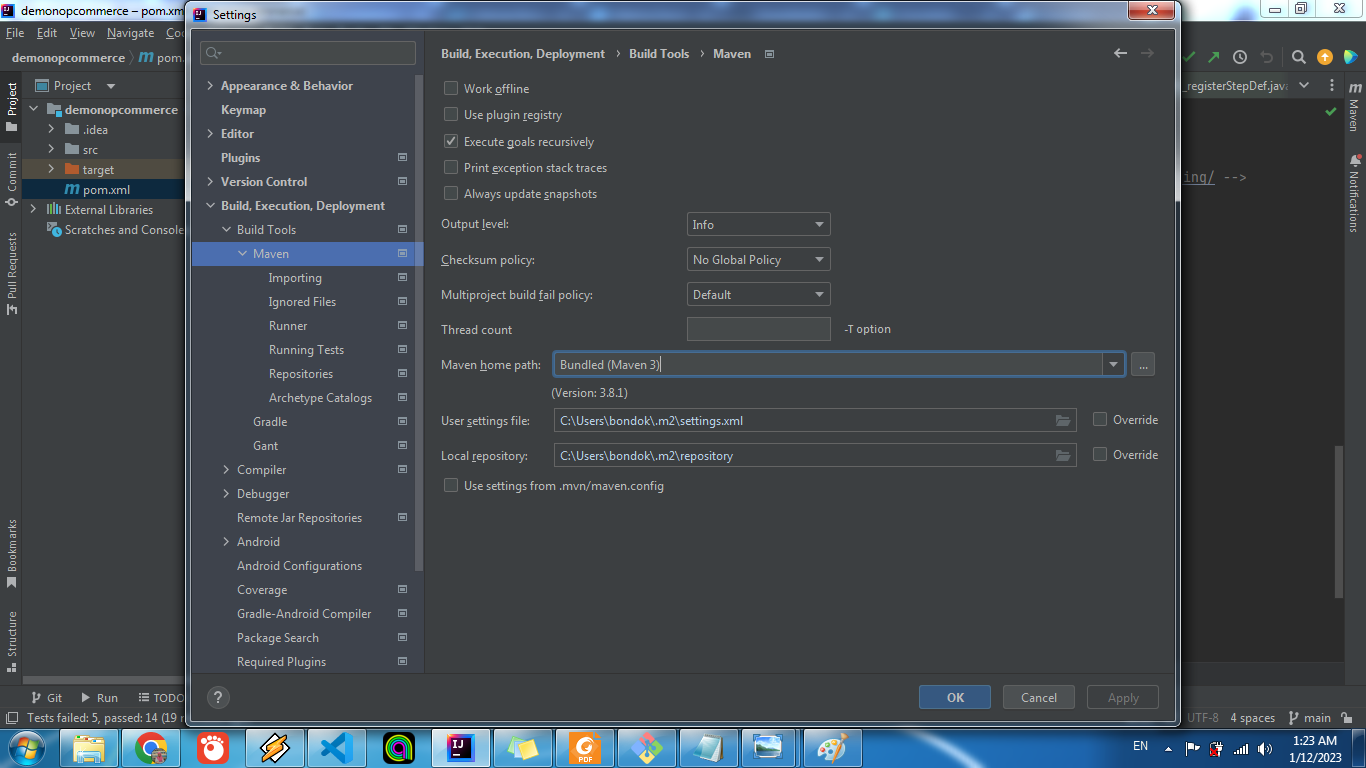 demonopcommerce – pom.xm
Settings
File Edit View Navigate Co
demonopcommerce pom.
Project
demonopcommerce
.idea
src
target
pom.xml
External Libraries
Scratches and Console
Project
Commit
Pull Requests
Bookmarks
Structure
Appearance & Behavior
Keymap
Editor
Plugins
Version Control
Build, Execution, Deployment
Build Tools
Maven
Importing
Ignored Files
Runner
Running Tests
Repositories
Archetype Catalogs
Gradle
Gant
Compiler
Debugger
Remote Jar Repositories
Android
Android Configurations
Coverage
Gradle-Android Compiler
Package Search
Required Plugins
Build, Execution, Deployment › Build Tools › Maven
Work offline
Use plugin registry
Execute goals recursively
Print exception stack traces
Always update snapshots
Output level: Info
Checksum policy: No Global Policy
Multiproject build fail policy: Default
Thread count -T option
Maven home path: Bundled (Maven 3) ...
(Version: 3.8.1)
User settings file: C:\Users\bondok\.m2\settings.xml Override
Local repository: C:\Users\bondok\.m2\repository Override
Use settings from .mvn/maven.config
? OK Cancel Apply
_registerStepDef.java
ing/ -->
Maven
Notifications
Git Run TODO
Tests failed: 5, passed: 14 (19
UTF-8 4 spaces main
PDF
EN
1:23 AM
1/12/2023